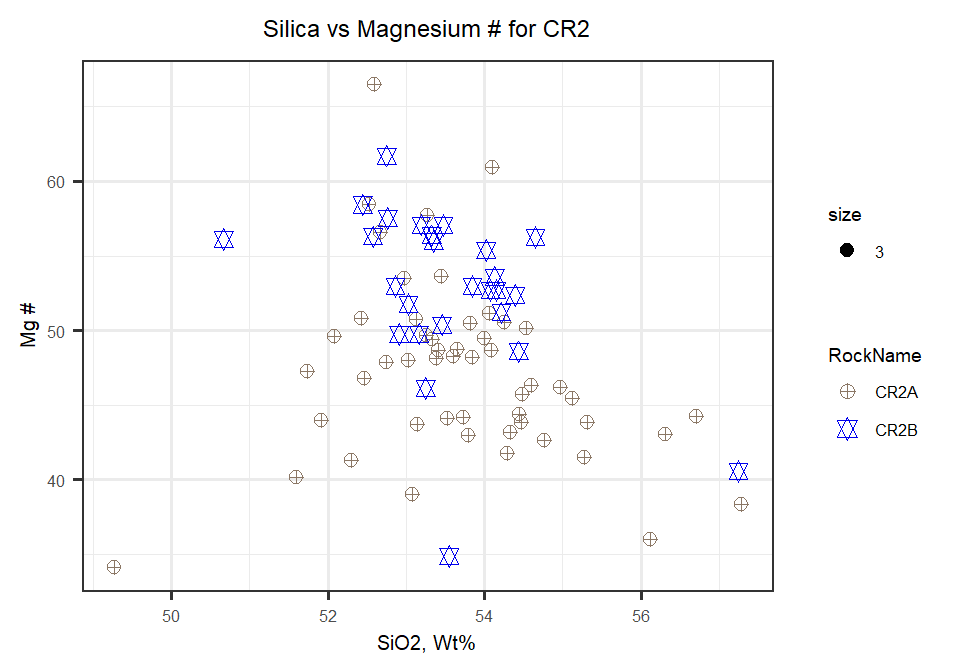 Silica vs Magnesium # for CR2
60
50
40
Mg #
50
52
54
56
SiO2, Wt%
size
3
RockName
CR2A
CR2B